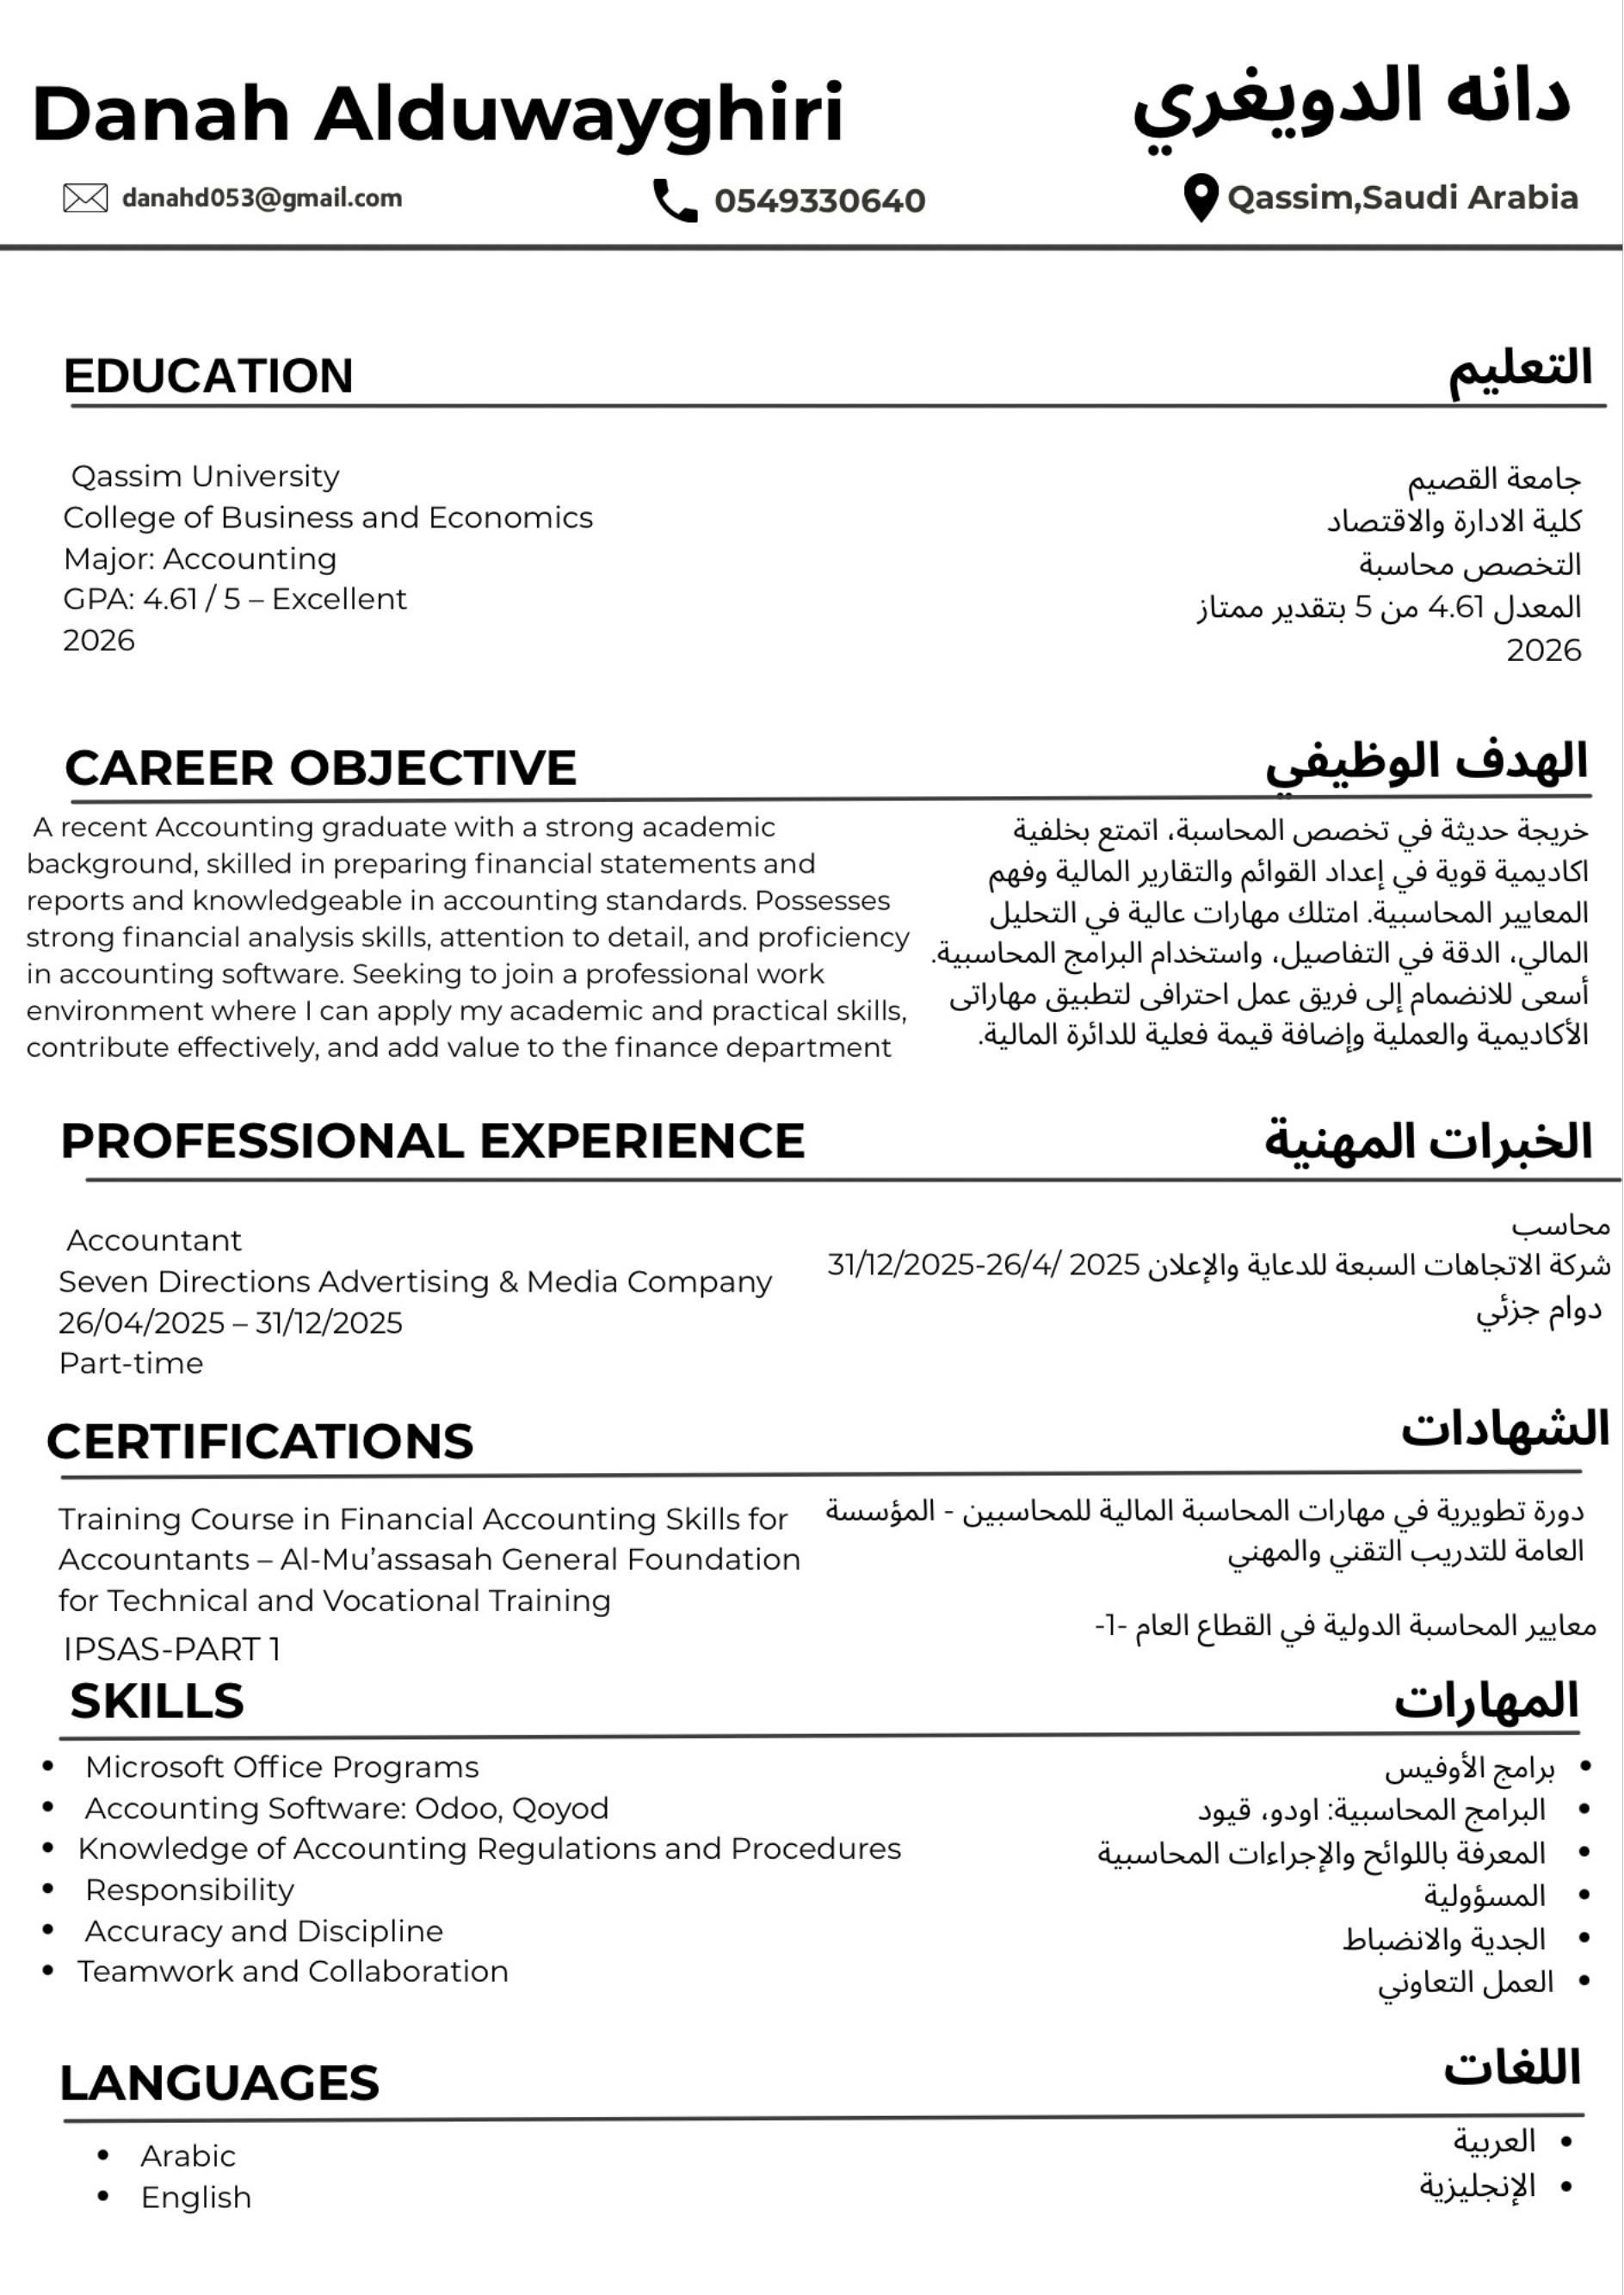 Danah Alduwayghiri
دانه الدويغري
danahd053@gmail.com
0549330640
Qassim,Saudi Arabia
EDUCATION
التعليم
Qassim University
College of Business and Economics
Major: Accounting
GPA: 4.61 / 5 – Excellent
2026
جامعة القصيم
كلية الادارة والاقتصاد
التخصص محاسبة
المعدل 4.61 من 5 بتقدير ممتاز
2026
CAREER OBJECTIVE
الهدف الوظيفي
A recent Accounting graduate with a strong academic
background, skilled in preparing financial statements and
reports and knowledgeable in accounting standards. Possesses
strong financial analysis skills, attention to detail, and proficiency
in accounting software. Seeking to join a professional work
environment where I can apply my academic and practical skills,
contribute effectively, and add value to the finance department
خريجة حديثة في تخصص المحاسبة، اتمتع بخلفية
اكاديمية قوية في إعداد القوائم والتقارير المالية وفهم
المعايير المحاسبية. امتلك مهارات عالية في التحليل
المالي، الدقة في التفاصيل، واستخدام البرامج المحاسبية.
أسعى للانضمام إلى فريق عمل احترافى لتطبيق مهاراتى
الأكاديمية والعملية وإضافة قيمة فعلية للدائرة المالية.
PROFESSIONAL EXPERIENCE
الخبرات المهنية
Accountant
Seven Directions Advertising & Media Company
26/04/2025 – 31/12/2025
Part-time
محاسب
شركة الاتجاهات السبعة للدعاية والإعلان 2025 /26/4-31/12/2025
دوام جزئي
CERTIFICATIONS
الشهادات
Training Course in Financial Accounting Skills for
Accountants – Al-Mu’assasah General Foundation
for Technical and Vocational Training
IPSAS-PART 1
دورة تطويرية في مهارات المحاسبة المالية للمحاسبين - المؤسسة
العامة للتدريب التقني والمهني
معايير المحاسبة الدولية في القطاع العام -1-
SKILLS
المهارات
• Microsoft Office Programs
• Accounting Software: Odoo, Qoyod
• Knowledge of Accounting Regulations and Procedures
• Responsibility
• Accuracy and Discipline
• Teamwork and Collaboration
• برامج الأوفيس
• البرامج المحاسبية: اودو، قيود
• المعرفة باللوائح والإجراءات المحاسبية
• المسؤولية
• الجدية والانضباط
• العمل التعاوني
LANGUAGES
اللغات
• Arabic
• English
• العربية
• الإنجليزية